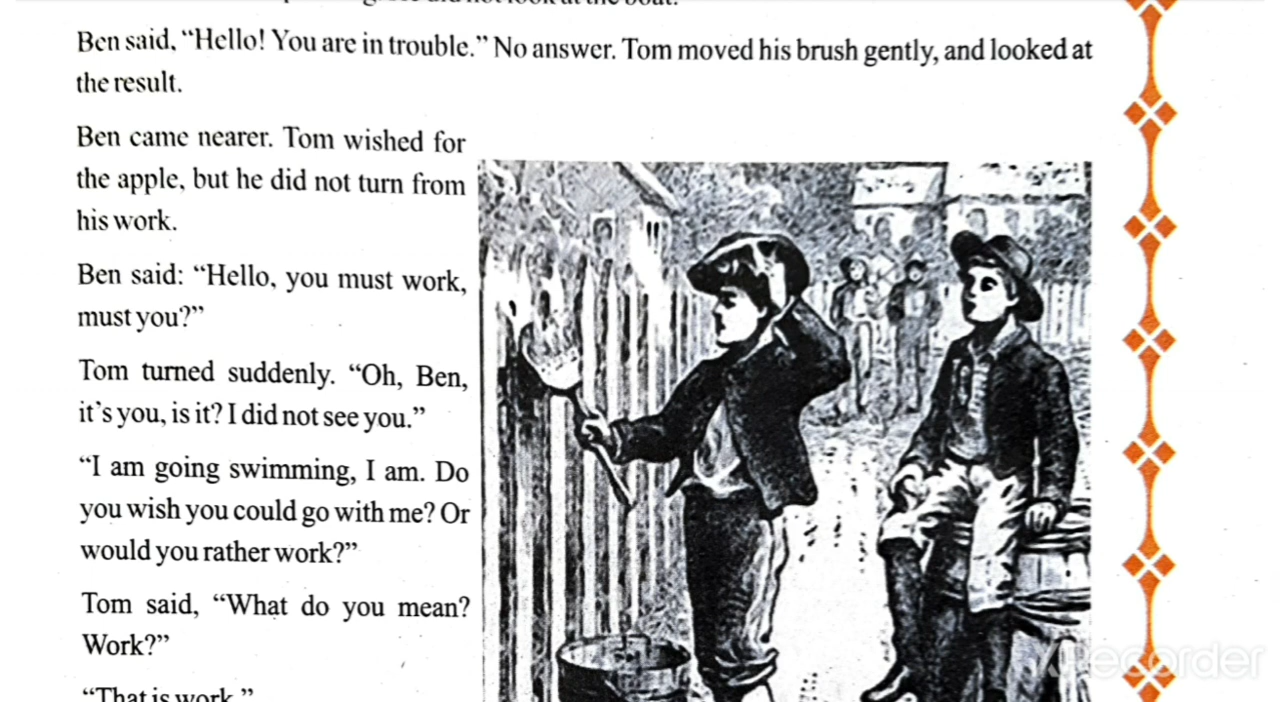 Ben said, “Hello! You are in trouble.” No answer. Tom moved his brush gently, and looked at
the result.
Ben came nearer. Tom wished for
the apple, but he did not turn from
his work.
Ben said: “Hello, you must work,
must you?”
Tom turned suddenly. “Oh, Ben,
it’s you, is it? I did not see you.”
“I am going swimming, I am. Do
you wish you could go with me? Or
would you rather work?”
Tom said, “What do you mean?
Work?”
“That is work.”
Recorder